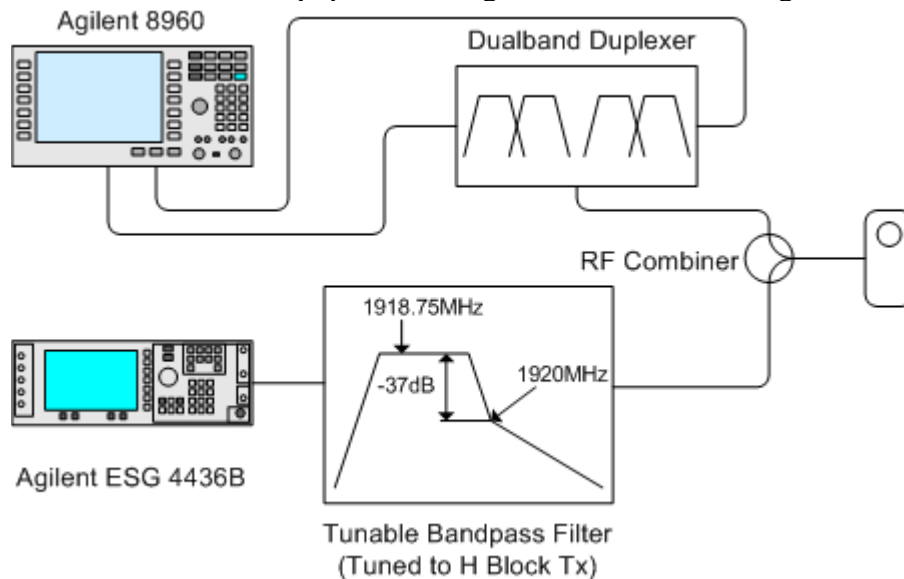 Agilent 8960
Dualband Duplexer
RF Combiner
1918.75MHz
-37dB
1920MHz
Agilent ESG 4436B
Tunable Bandpass Filter
(Tuned to H Block Tx)